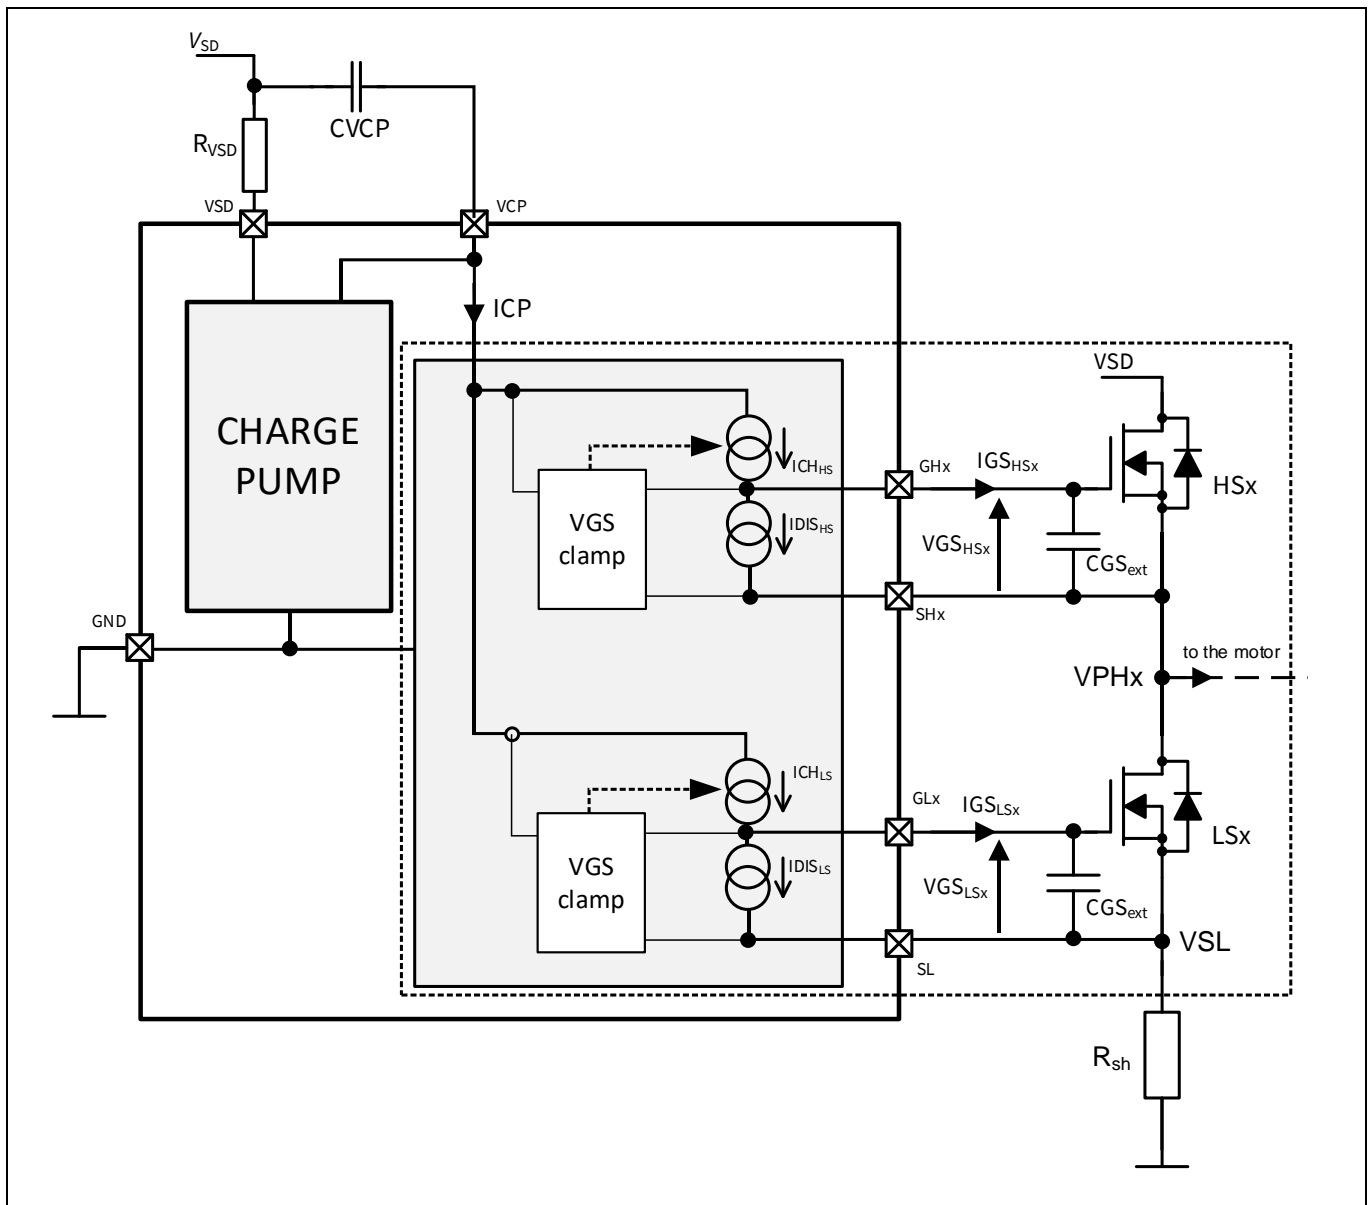 VSD
CVCP
RVSD
VSD
VCP
ICP
CHARGE
PUMP
VSD
ICHHS
GHx
IGSHSx
HSx
VGS
clamp
IDISHS
VGSHSx
CGSext
SHx
GND
to the motor
VPHx
ICHLS
GLx
IGSLSx
LSx
VGS
clamp
IDISLS
VGSLSx
CGSext
VSL
SL
Rsh